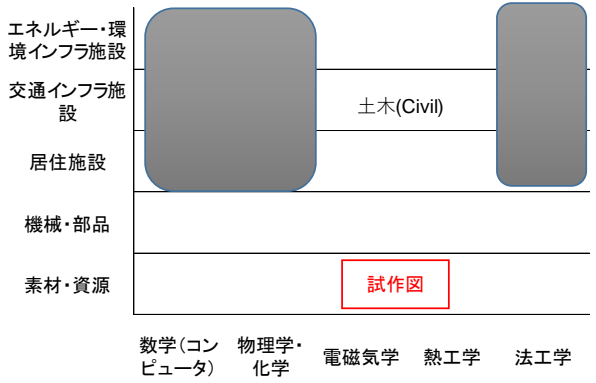 エネルギー・環
境インフラ施設
交通インフラ施
設
土木(Civil)
居住施設
機械・部品
素材・資源
試作図
数学(コン
ピュータ)
物理学・
化学
電磁気学
熱工学
法工学